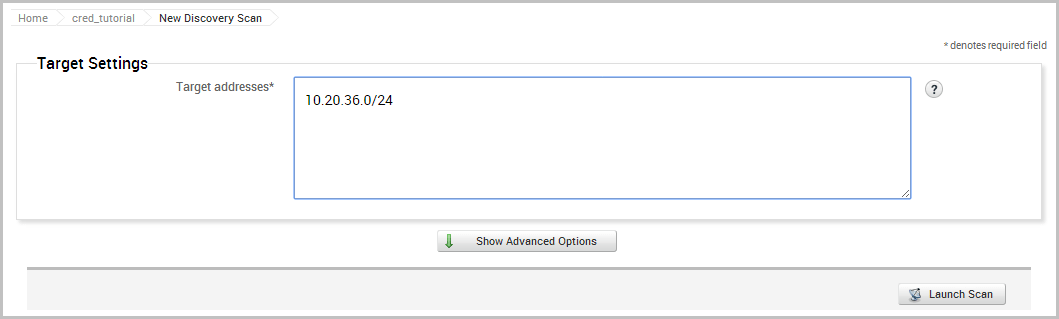 Home cred_tutorial New Discovery Scan
* denotes required field
Target Settings
Target addresses*
10.20.36.0/24
?
Show Advanced Options
Launch Scan